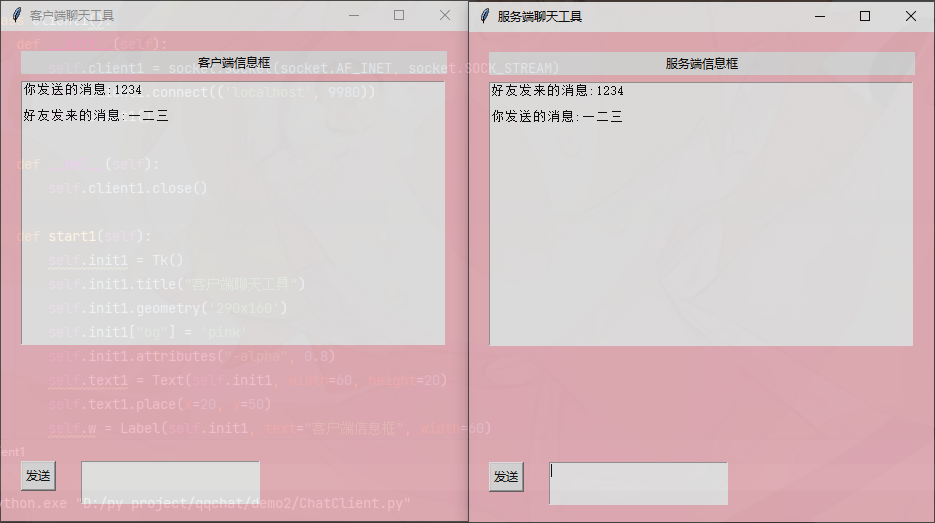 客户端聊天工具
def (self):
客户端信息框
self.client1 = socket.socket(socket.AF_INET, socket.SOCK_STREAM)
你发送的消息:1234
.connect(('localhost', 9980))
好友发来的消息:一二三
def (self):
self.client1.close()
def start1(self):
self.init1 = Tk()
self.init1.title("客户端聊天工具")
self.init1.geometry('290x160')
self.init1["bg"] = 'pink'
self.init1.attributes("-alpha", 0.8)
self.text1 = Text(self.init1, width=60, height=20)
self.text1.place(x=20, y=50)
self.w = Label(self.init1, text="客户端信息框", width=60)
ent1
发送
ython.exe "D:/py project/qqchat/demo2/ChatClient.py"
服务端聊天工具
服务端信息框
好友发来的消息:1234
你发送的消息:一二三
发送